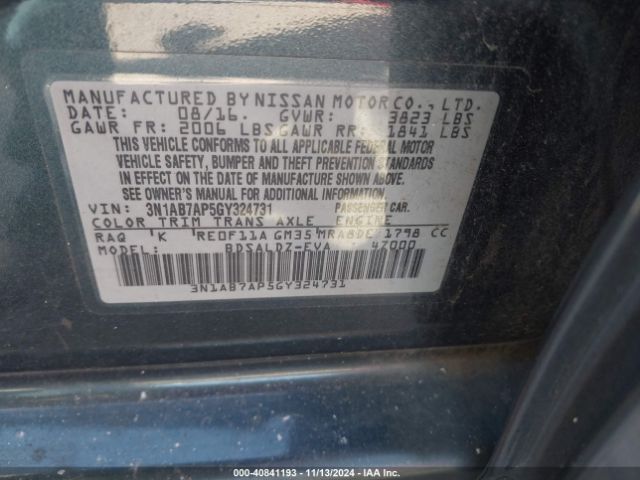 MANUFACTURED BY NISSAN MOTOR CO., LTD.
DATE: 08/16. GVWR: 3823 LBS
GAWR FR: 2006 LBS GAWR RR: 1841 LBS
THIS VEHICLE CONFORMS TO ALL APPLICABLE FEDERAL MOTOR
VEHICLE SAFETY, BUMPER AND THEFT PREVENTION STANDARDS
IN EFFECT ON THE DATE OF MANUFACTURE SHOWN ABOVE.
SEE OWNER'S MANUAL FOR ADDITIONAL INFORMATION.
VIN: 3N1AB7AP5GY324731 PASSENGER CAR.
COLOR TRIM TRANS AXLE ENGINE
RAQ K RE0F11A GM35 MRA8DE 1798 CC
MODEL: BDSALDZ-EVA 47000
3N1AB7AP5GY324731
000-40841193 - 11/13/2024 - IAA Inc.